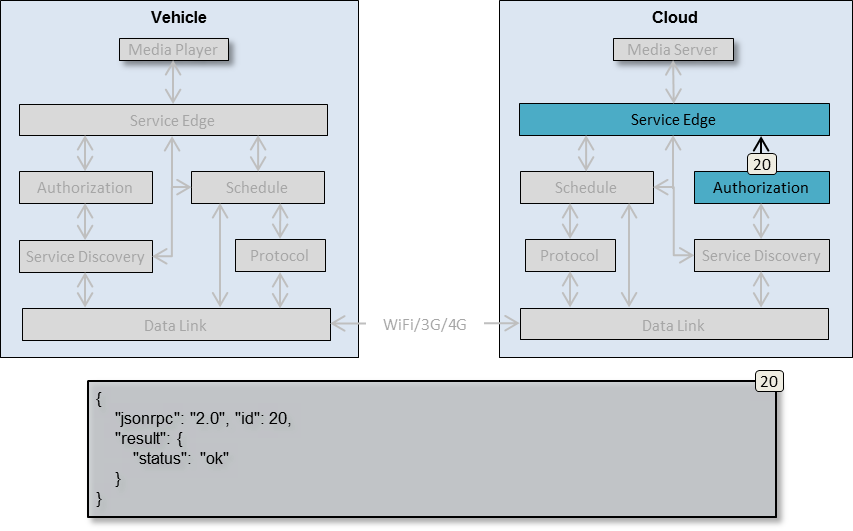 Vehicle
Cloud
Media Player
Media Server
Service Edge
Service Edge
20
Authorization
Schedule
Schedule
Authorization
Service Discovery
Protocol
Protocol
Service Discovery
Data Link
WiFi/3G/4G
Data Link
20
{
"jsonrpc": "2.0", "id": 20,
"result": {
"status": "ok"
}
}